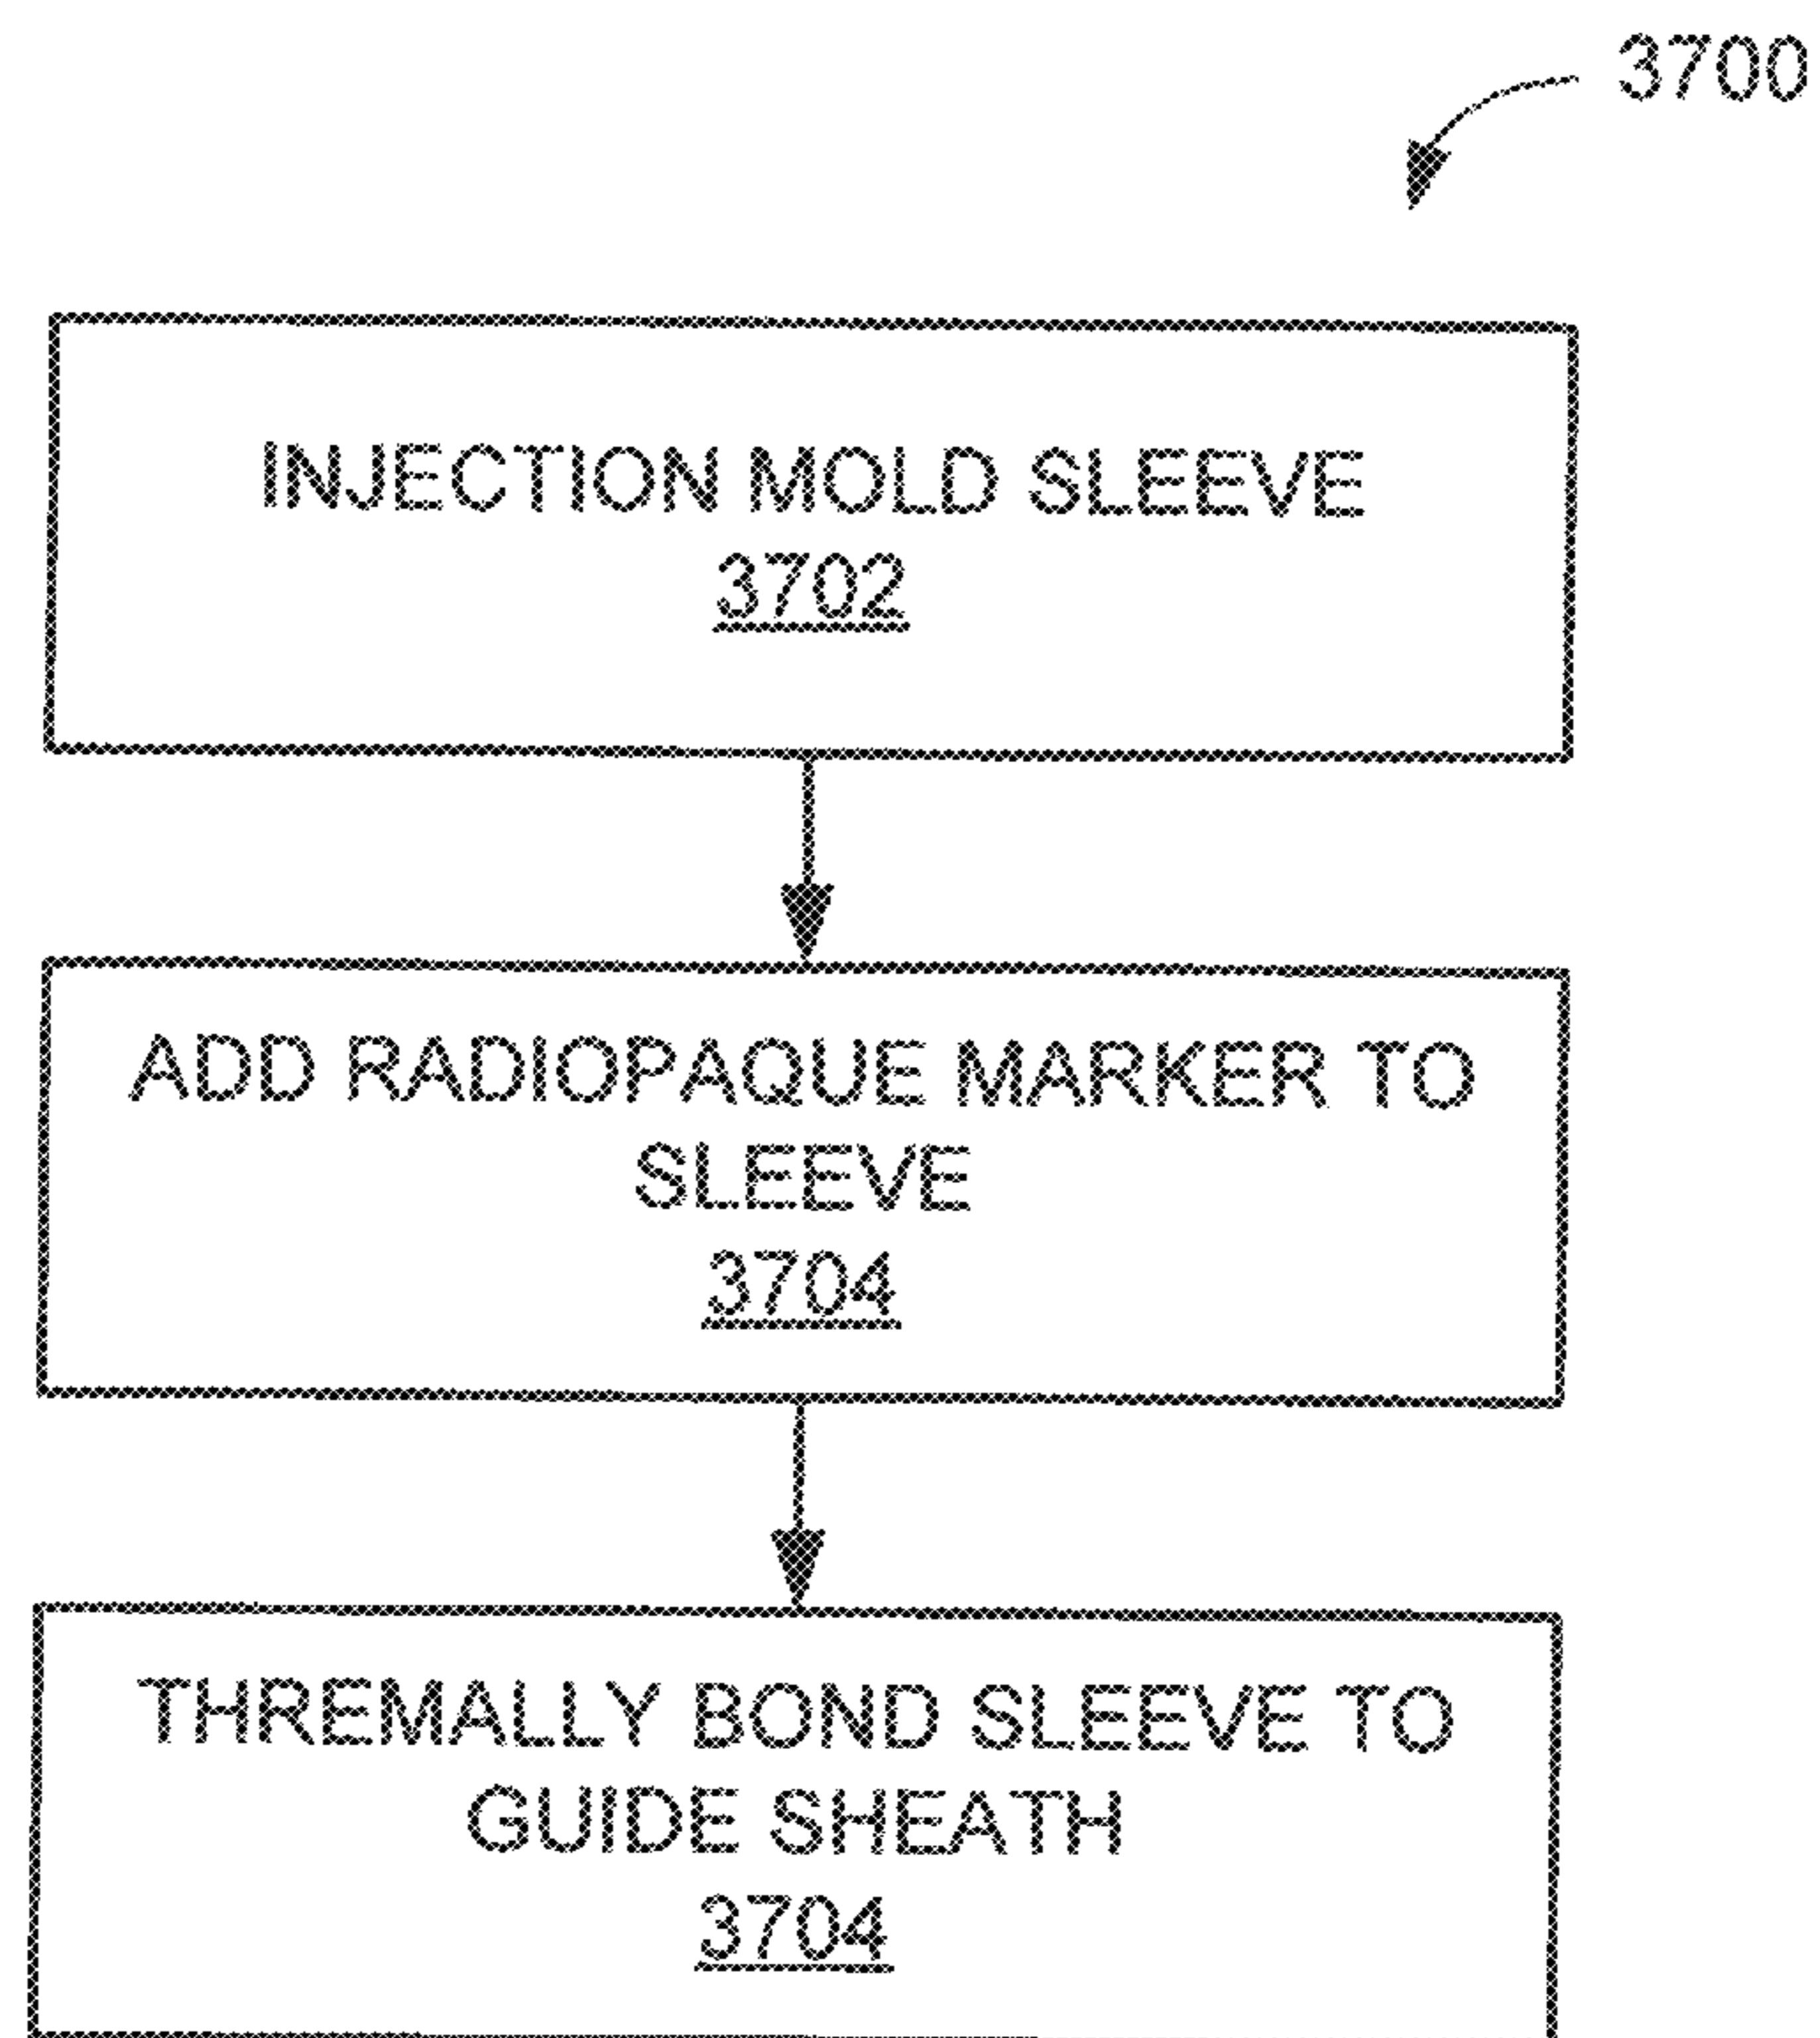 3700
INJECTION MOLD SLEEVE
3702
ADD RADIOPAQUE MARKER TO
SLEEVE
3704
THREMALLY BOND SLEEVE TO
GUIDE SHEATH
3704